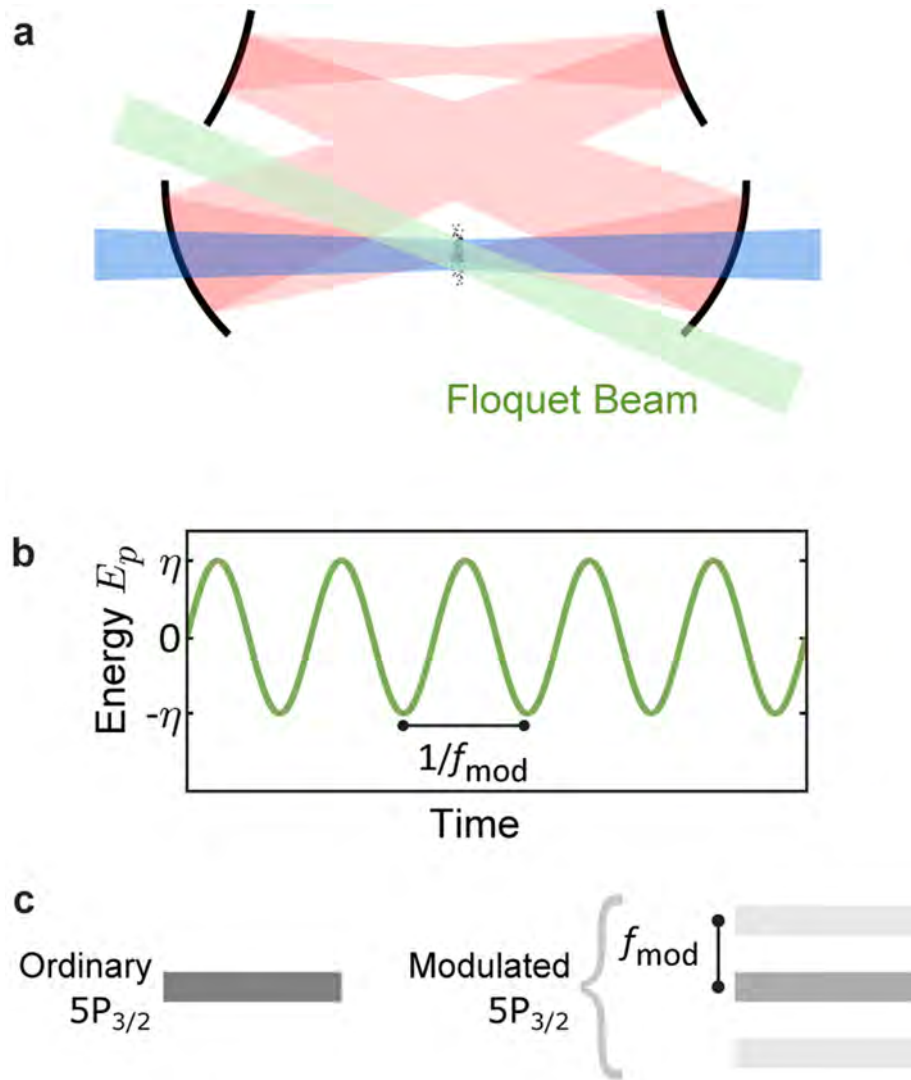 a
Floquet Beam
b
Energy E_p
η
0
-η
1/f_mod
Time
c
Ordinary
5P_3/2
Modulated
5P_3/2
f_mod